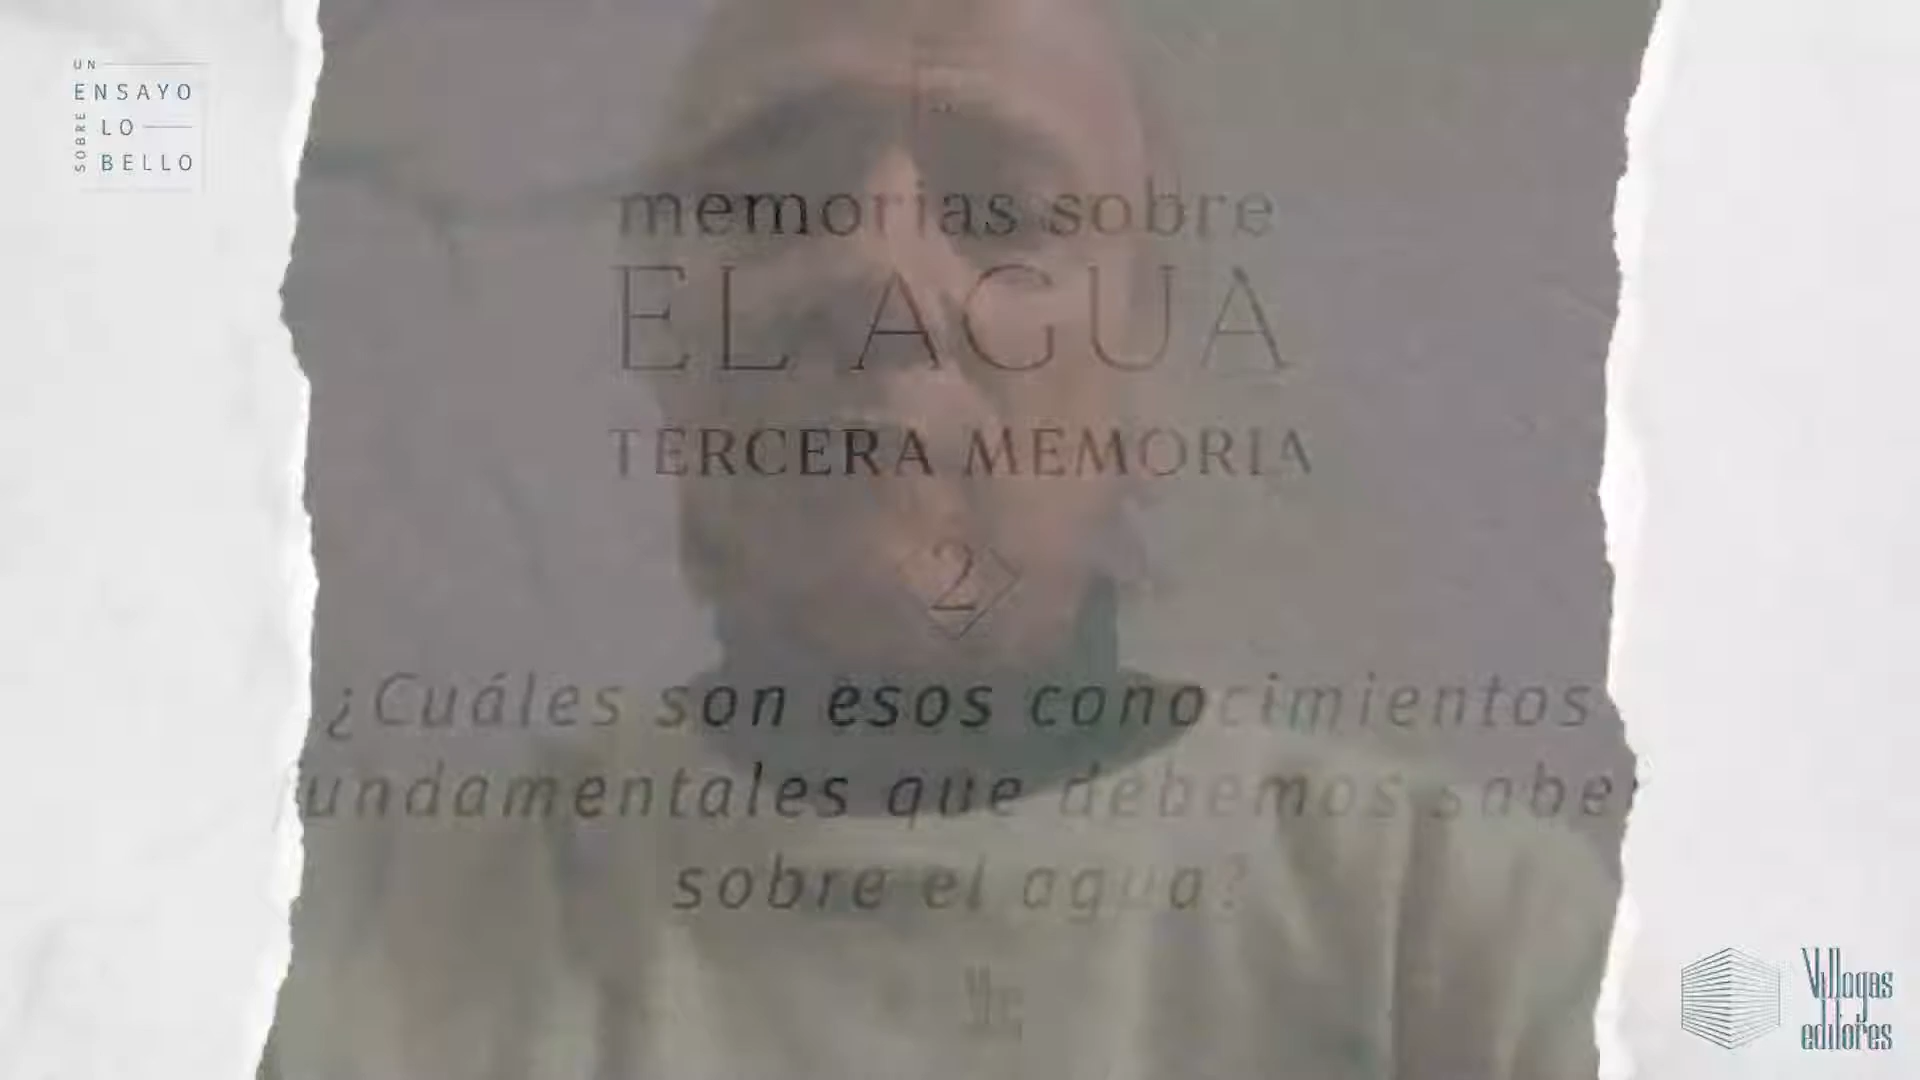 UN
ENSAYO
SOBRE
LO
BELLO
memorias sobre
EL AGUA
TERCERA MEMORIA
2
¿Cuáles son esos conocimientos
fundamentales que debemos saber
sobre el agua?
Villegas
editores